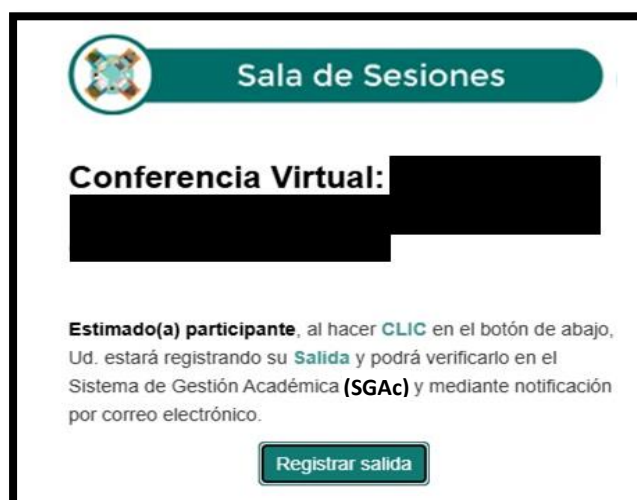 Sala de Sesiones
Conferencia Virtual:
Estimado(a) participante, al hacer CLIC en el botón de abajo,
Ud. estará registrando su Salida y podrá verificarlo en el
Sistema de Gestión Académica (SGAc) y mediante notificación
por correo electrónico.
Registrar salida